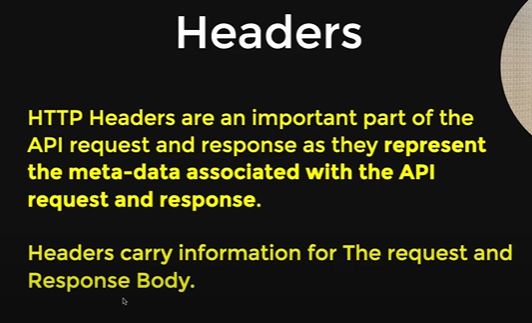 Headers
HTTP Headers are an important part of the
API request and response as they represent
the meta-data associated with the API
request and response.
Headers carry information for The request and
Response Body.